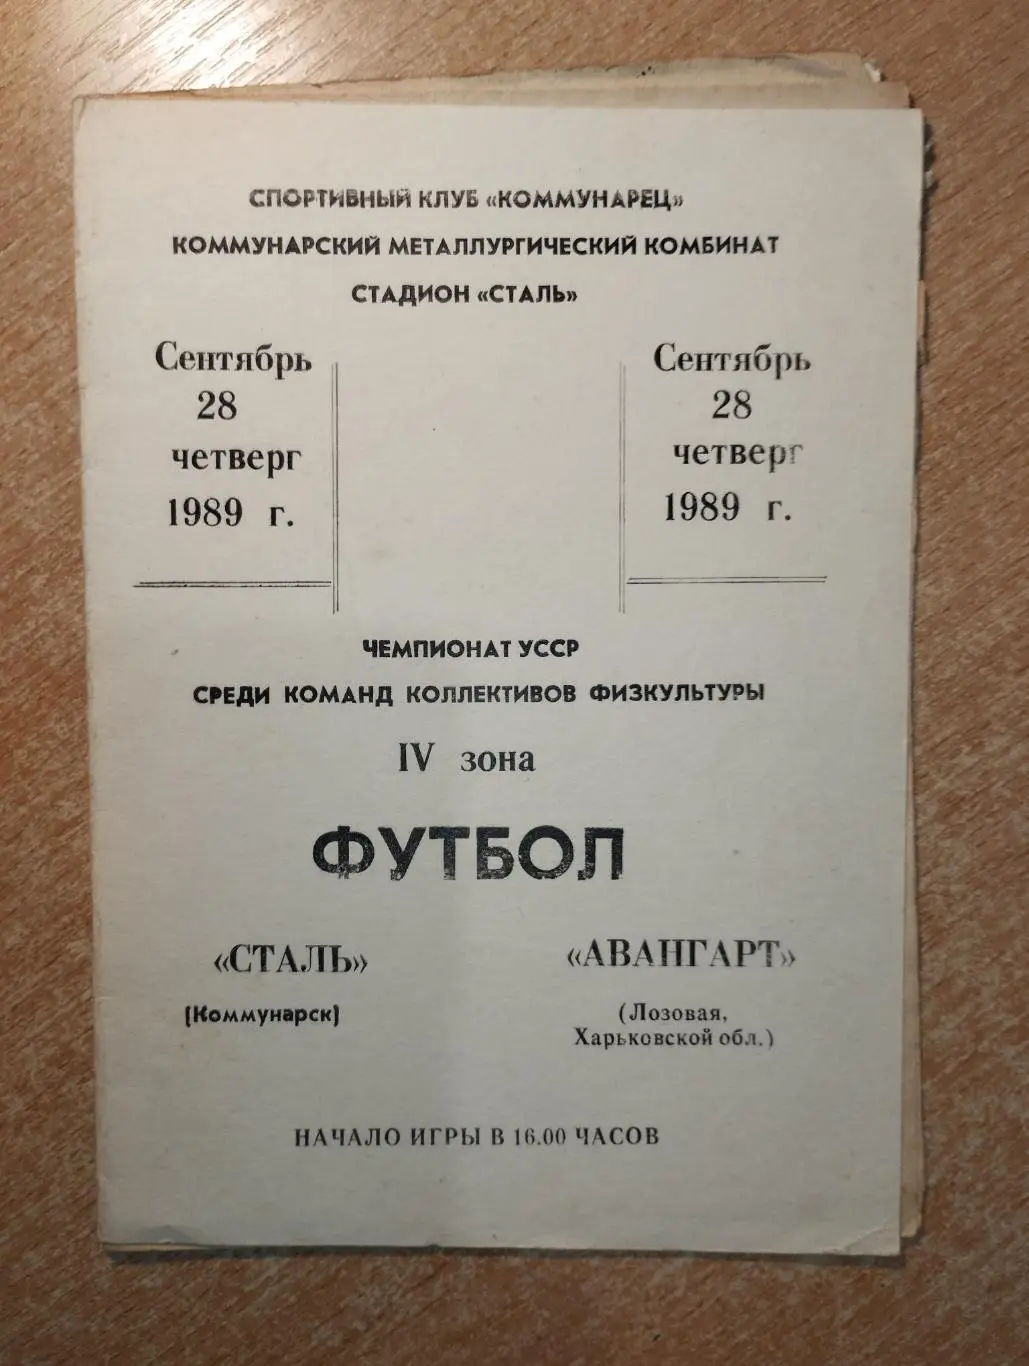 СПОРТИВНЫЙ КЛУБ «КОММУНАРЕЦ»
КОММУНАРСКИЙ МЕТАЛЛУРГИЧЕСКИЙ КОМБИНАТ
СТАДИОН «СТАЛЬ»
Сентябрь
28
четверг
1989 г.
Сентябрь
28
четверг
1989 г.
ЧЕМПИОНАТ УССР
СРЕДИ КОМАНД КОЛЛЕКТИВОВ ФИЗКУЛЬТУРЫ
IV зона
ФУТБОЛ
«СТАЛЬ»
(Коммунарск)
«АВАНГАРТ»
(Лозовая,
Харьковской обл.)
НАЧАЛО ИГРЫ В 16.00 ЧАСОВ